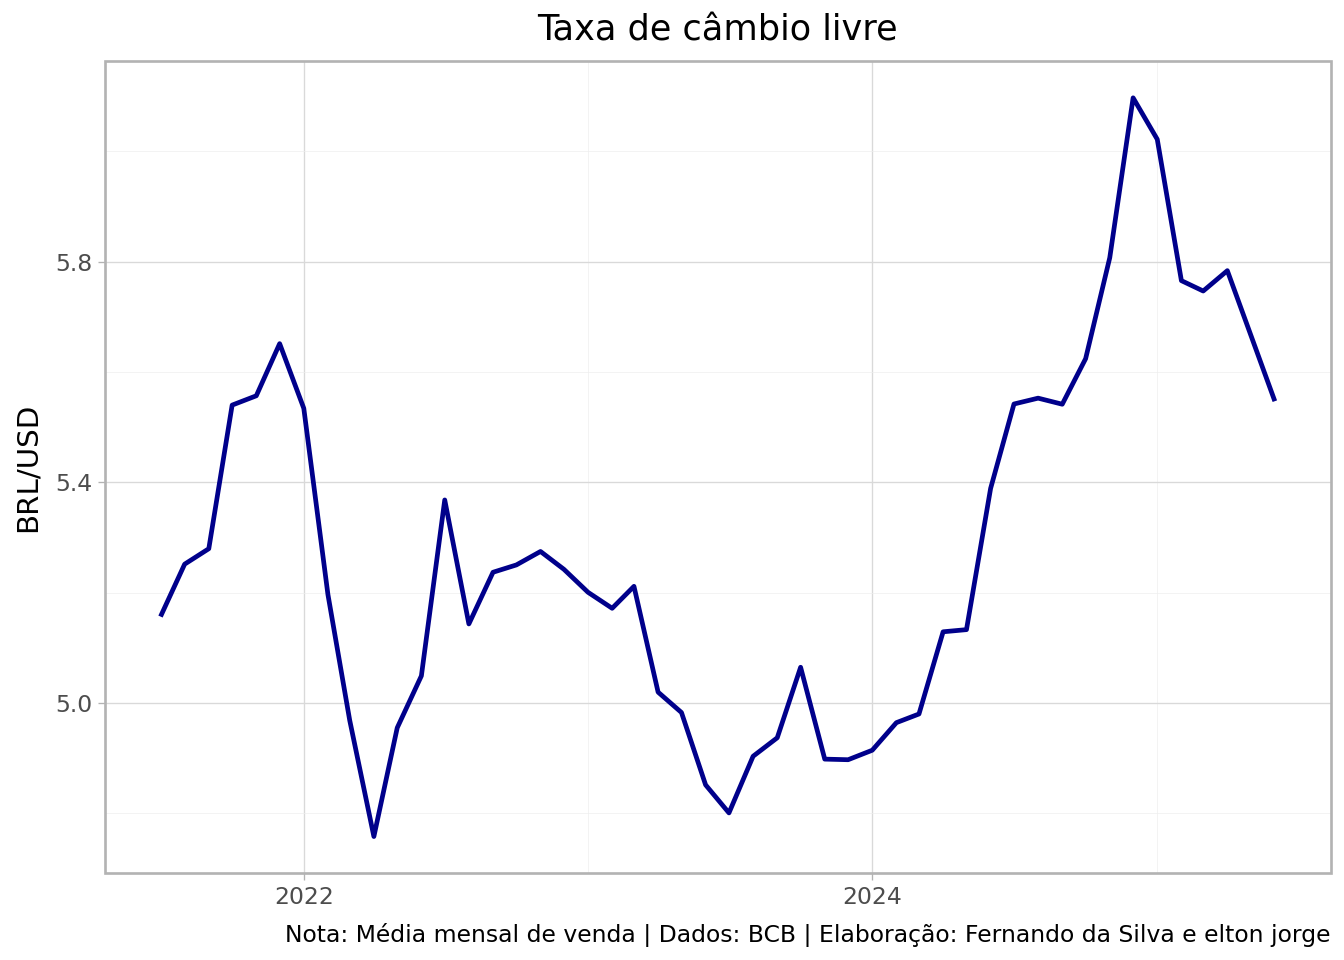 Taxa de câmbio livre
BRL/USD
5.8
5.4
5.0
2022
2024
Nota: Média mensal de venda | Dados: BCB | Elaboração: Fernando da Silva e elton jorge